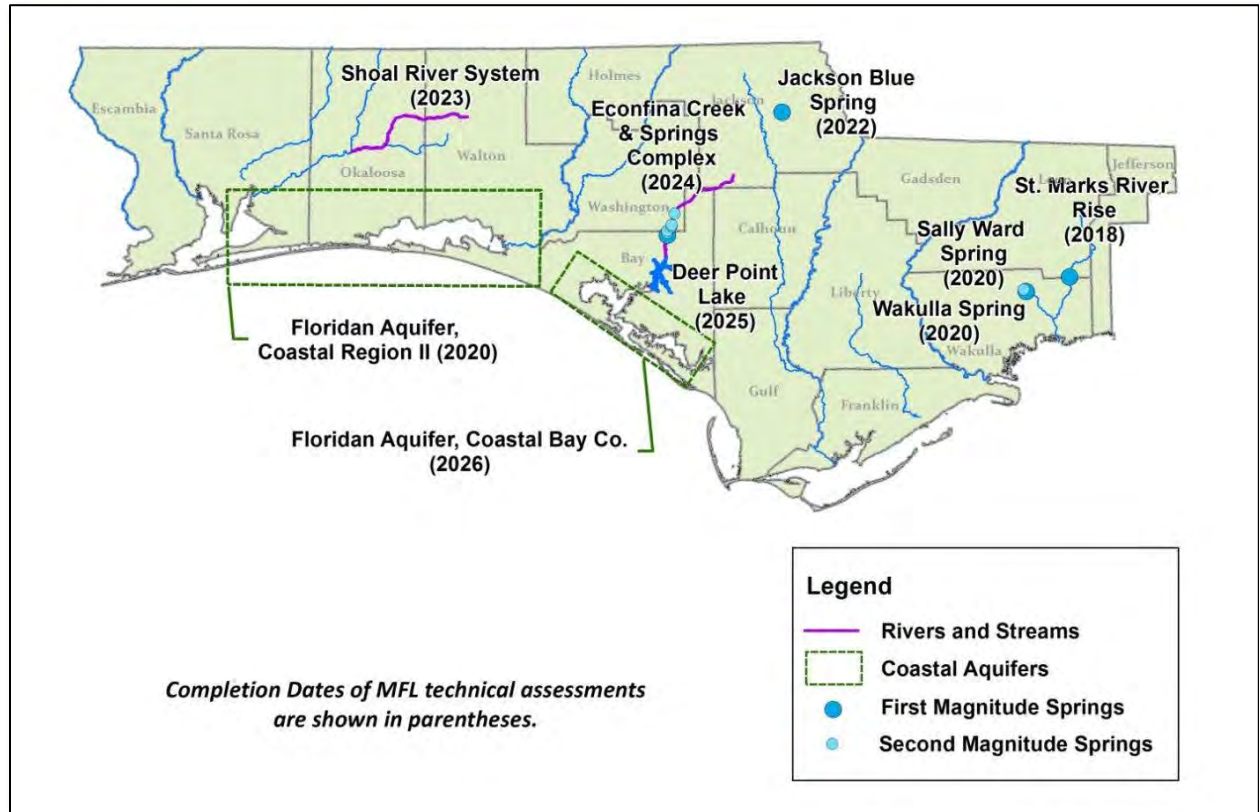 Shoal River System
(2023)
Jackson Blue
Spring
(2022)
Econfina Creek
& Springs
Complex
(2024)
Escambia
Santa Rosa
Okaloosa
Walton
Holmes
Jackson
Washington
Bay
Calhoun
Gadsden
Liberty
Gulf
Franklin
Wakulla
Leon
Jefferson
St. Marks River
Rise
(2018)
Sally Ward
Spring
(2020)
Wakulla Spring
(2020)
Deer Point
Lake
(2025)
Floridan Aquifer,
Coastal Region II (2020)
Floridan Aquifer, Coastal Bay Co.
(2026)
Completion Dates of MFL technical assessments
are shown in parentheses.
Legend
Rivers and Streams
Coastal Aquifers
First Magnitude Springs
Second Magnitude Springs